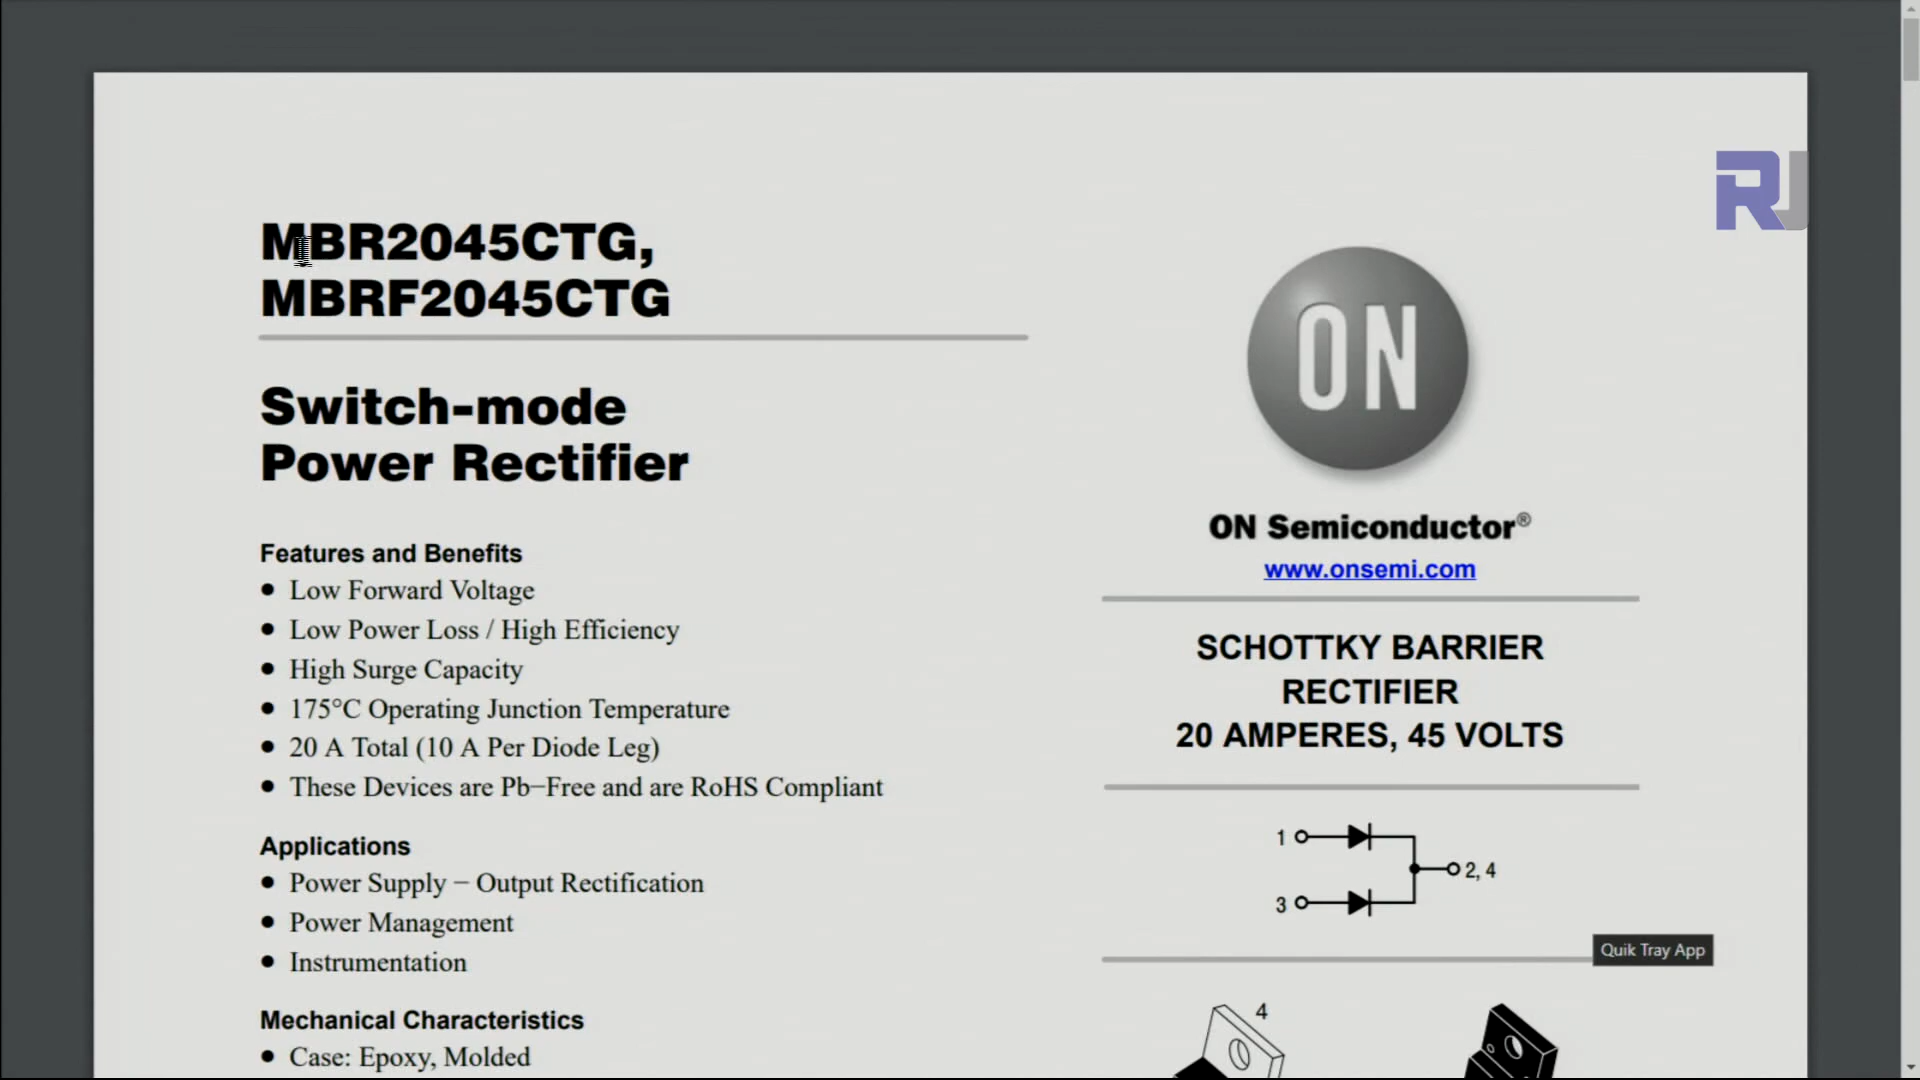 RJ
MBR2045CTG,
MBRF2045CTG
Switch-mode
Power Rectifier
Features and Benefits
● Low Forward Voltage
● Low Power Loss / High Efficiency
● High Surge Capacity
● 175°C Operating Junction Temperature
● 20 A Total (10 A Per Diode Leg)
● These Devices are Pb−Free and are RoHS Compliant
Applications
● Power Supply − Output Rectification
● Power Management
● Instrumentation
Mechanical Characteristics
● Case: Epoxy, Molded
ON
ON Semiconductor®
www.onsemi.com
SCHOTTKY BARRIER
RECTIFIER
20 AMPERES, 45 VOLTS
1
2, 4
3
Quik Tray App
4